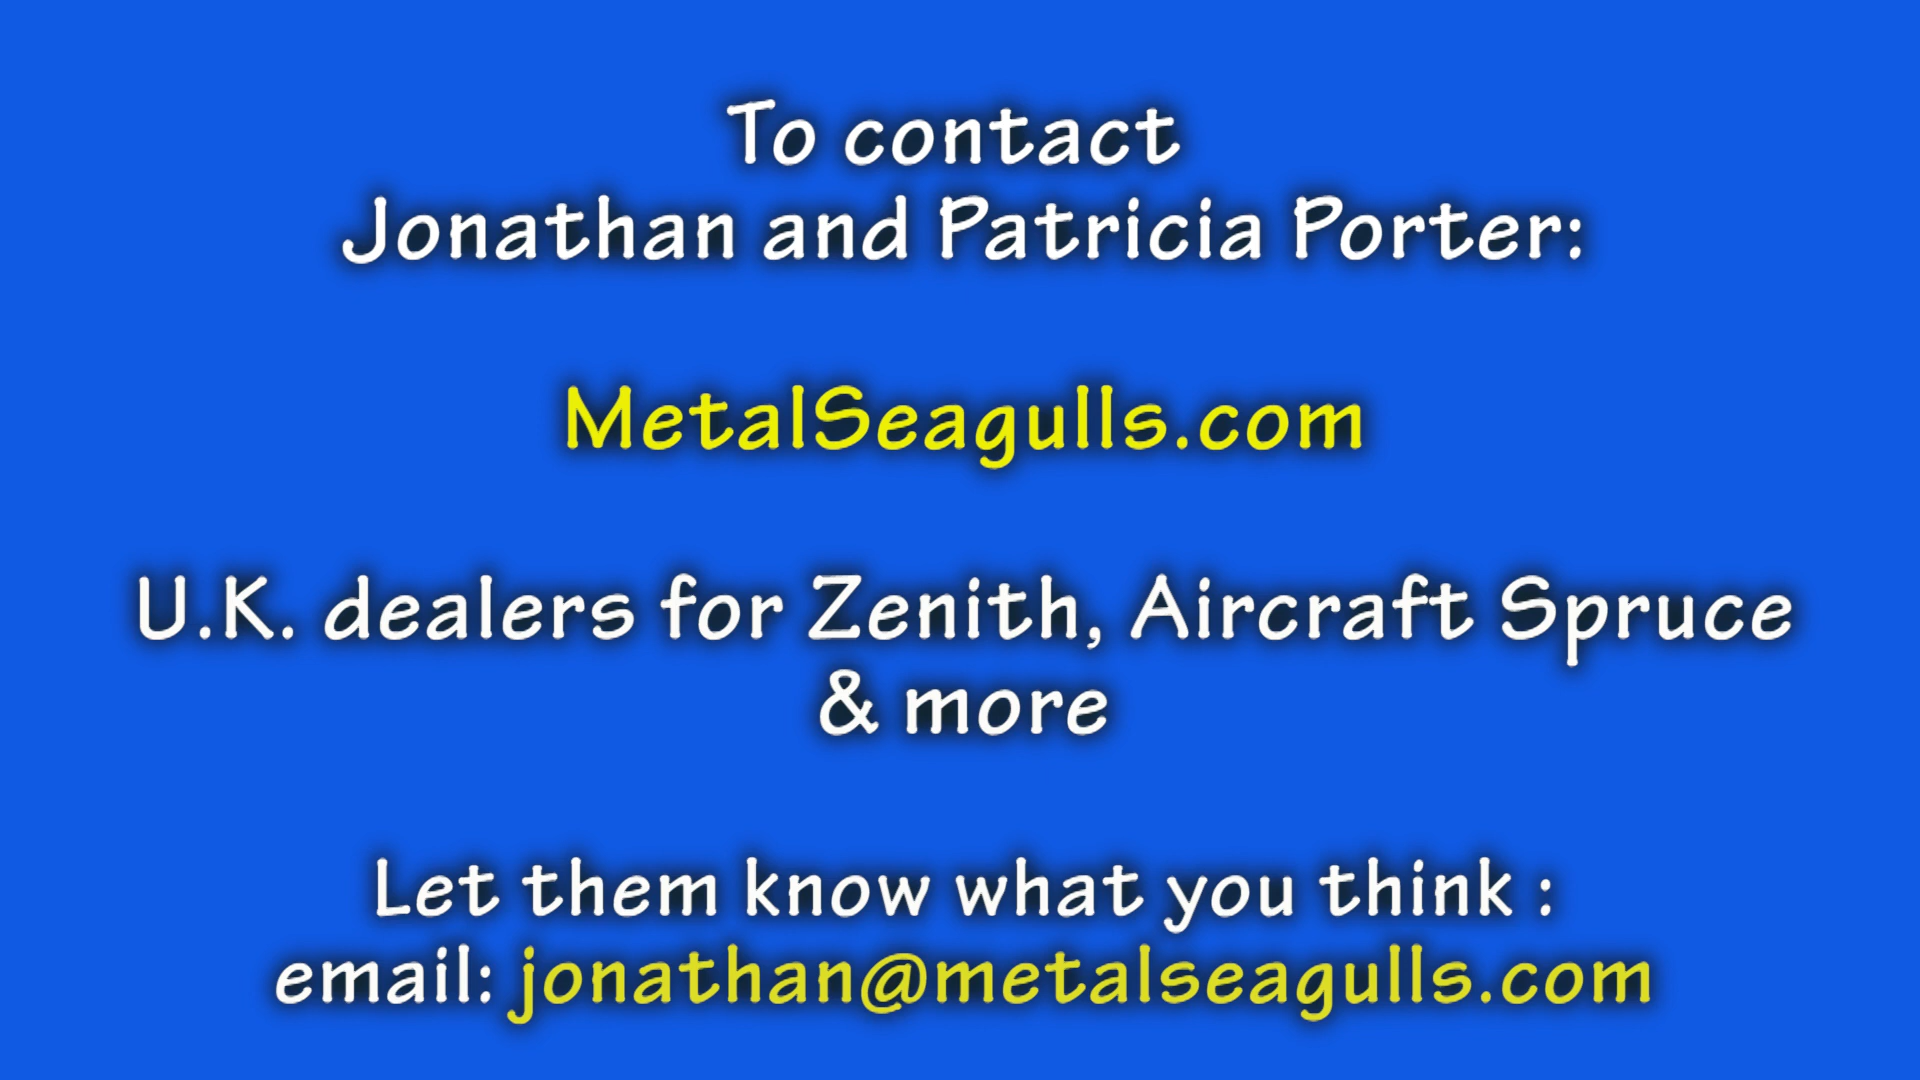 To contact
Jonathan and Patricia Porter:
MetalSeagulls.com
U.K. dealers for Zenith, Aircraft Spruce
& more
Let them know what you think :
email: jonathan@metalseagulls.com